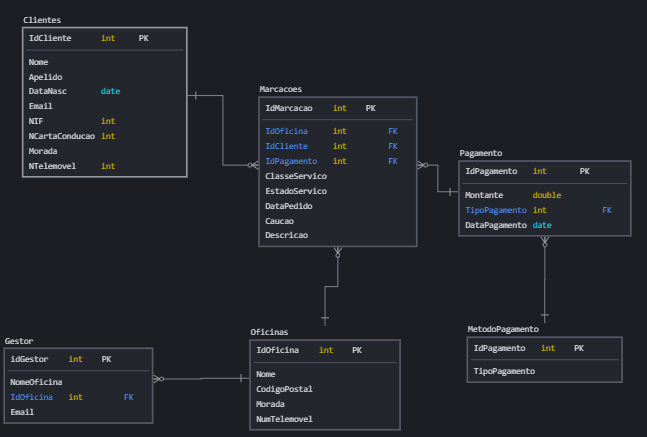 Clientes
IdCliente int PK
Nome
Apelido
DataNasc date
Email
NIF int
NCartaConducao int
Morada
NTelemovel int
Marcacoes
IdMarcacao int PK
IdOficina int FK
IdCliente int FK
IdPagamento int FK
ClasseServico
EstadoServico
DataPedido
Caucao
Descricao
Pagamento
IdPagamento int PK
Montante double
TipoPagamento int FK
DataPagamento date
Gestor
idGestor int PK
NomeOficina
IdOficina int FK
Email
Oficinas
IdOficina int PK
Nome
CodigoPostal
Morada
NumTelemovel
MetodoPagamento
IdPagamento int PK
TipoPagamento